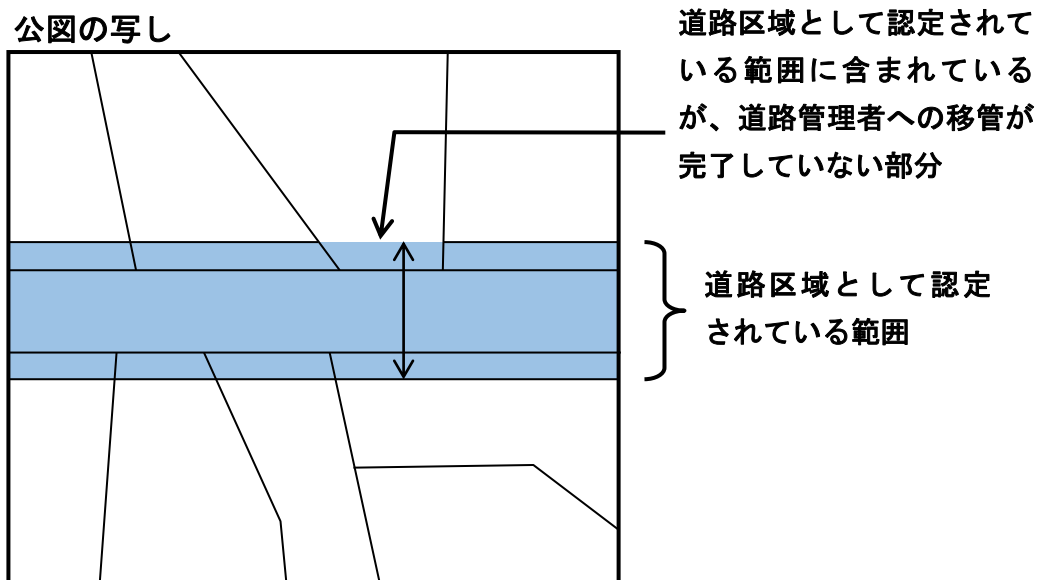 公図の写し
道路区域として認定されて
いる範囲に含まれている
が、道路管理者への移管が
完了していない部分
道路区域として認定
されている範囲